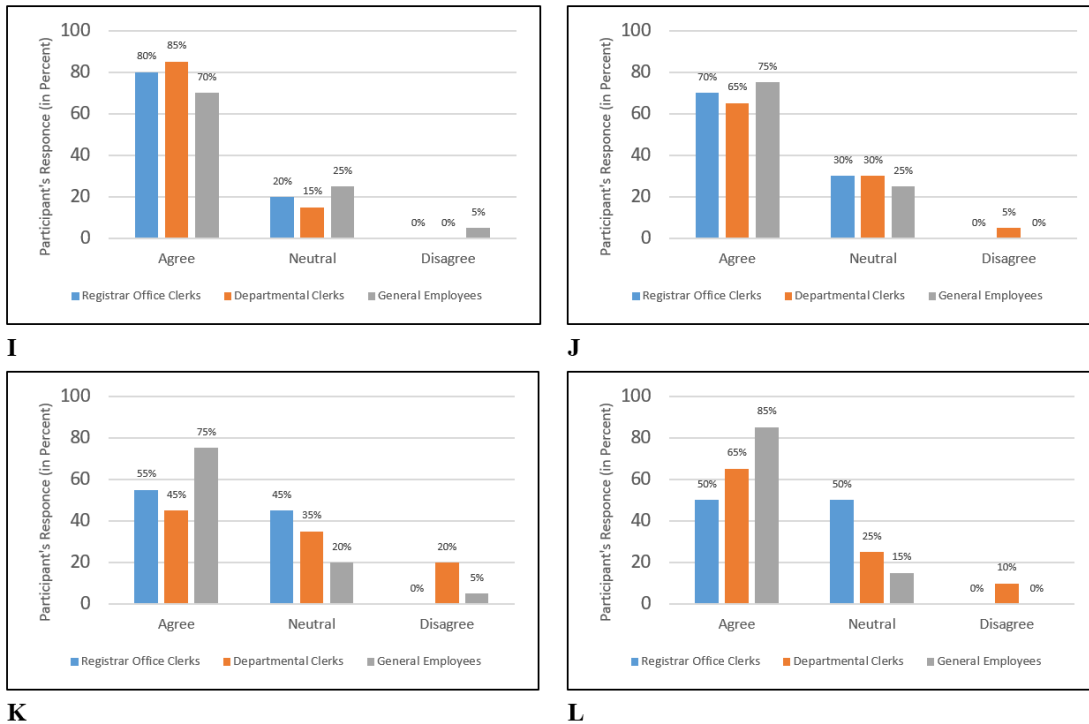 100
80
60
40
20
0
Participant's Responce (in Percent)
80% 85% 70%
20% 15% 25%
0% 0% 5%
Agree Neutral Disagree
Registrar Office Clerks Departmental Clerks General Employees
I
100
80
60
40
20
0
Participant's Responce (in Percent)
70% 65% 75%
30% 30% 25%
0% 5% 0%
Agree Neutral Disagree
Registrar Office Clerks Departmental Clerks General Employees
J
100
80
60
40
20
0
Participant's Responce (in Percent)
55% 45% 75%
45% 35% 20%
0% 20% 5%
Agree Neutral Disagree
Registrar Office Clerks Departmental Clerks General Employees
K
100
80
60
40
20
0
Participant's Responce (in Percent)
50% 65% 85%
50% 25% 15%
0% 10% 0%
Agree Neutral Disagree
Registrar Office Clerks Departmental Clerks General Employees
L